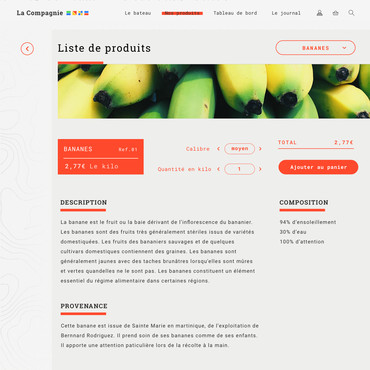 La Compagnie Le bateau Nos produits Tableau de bord Le journal
Liste de produits BANANES
BANANES Ref.01
2,77€ Le kilo
Calibre moyen
Quantité en kilo 1
TOTAL 2,77€
Ajouter au panier
DESCRIPTION
La banane est le fruit ou la baie dérivant de l'inflorescence du bananier.
Les bananes sont des fruits très généralement stériles issus de variétés
domestiquées. Les fruits des bananiers sauvages et de quelques
cultivars domestiques contiennent des graines. Les bananes sont
généralement jaunes avec des taches brunâtres lorsqu'elles sont mûres
et vertes quandelles ne le sont pas. Les bananes constituent un élément
essentiel du régime alimentaire dans certaines régions.
COMPOSITION
94% d'ensoleillement
30% d'eau
100% d'attention
PROVENANCE
Cette banane est issue de Sainte Marie en martinique, de l'exploitation de
Bernnard Rodriguez. Il prend soin de ses bananes comme de ses enfants.
Il apporte une attention paticulière lors de la récolte à la main.